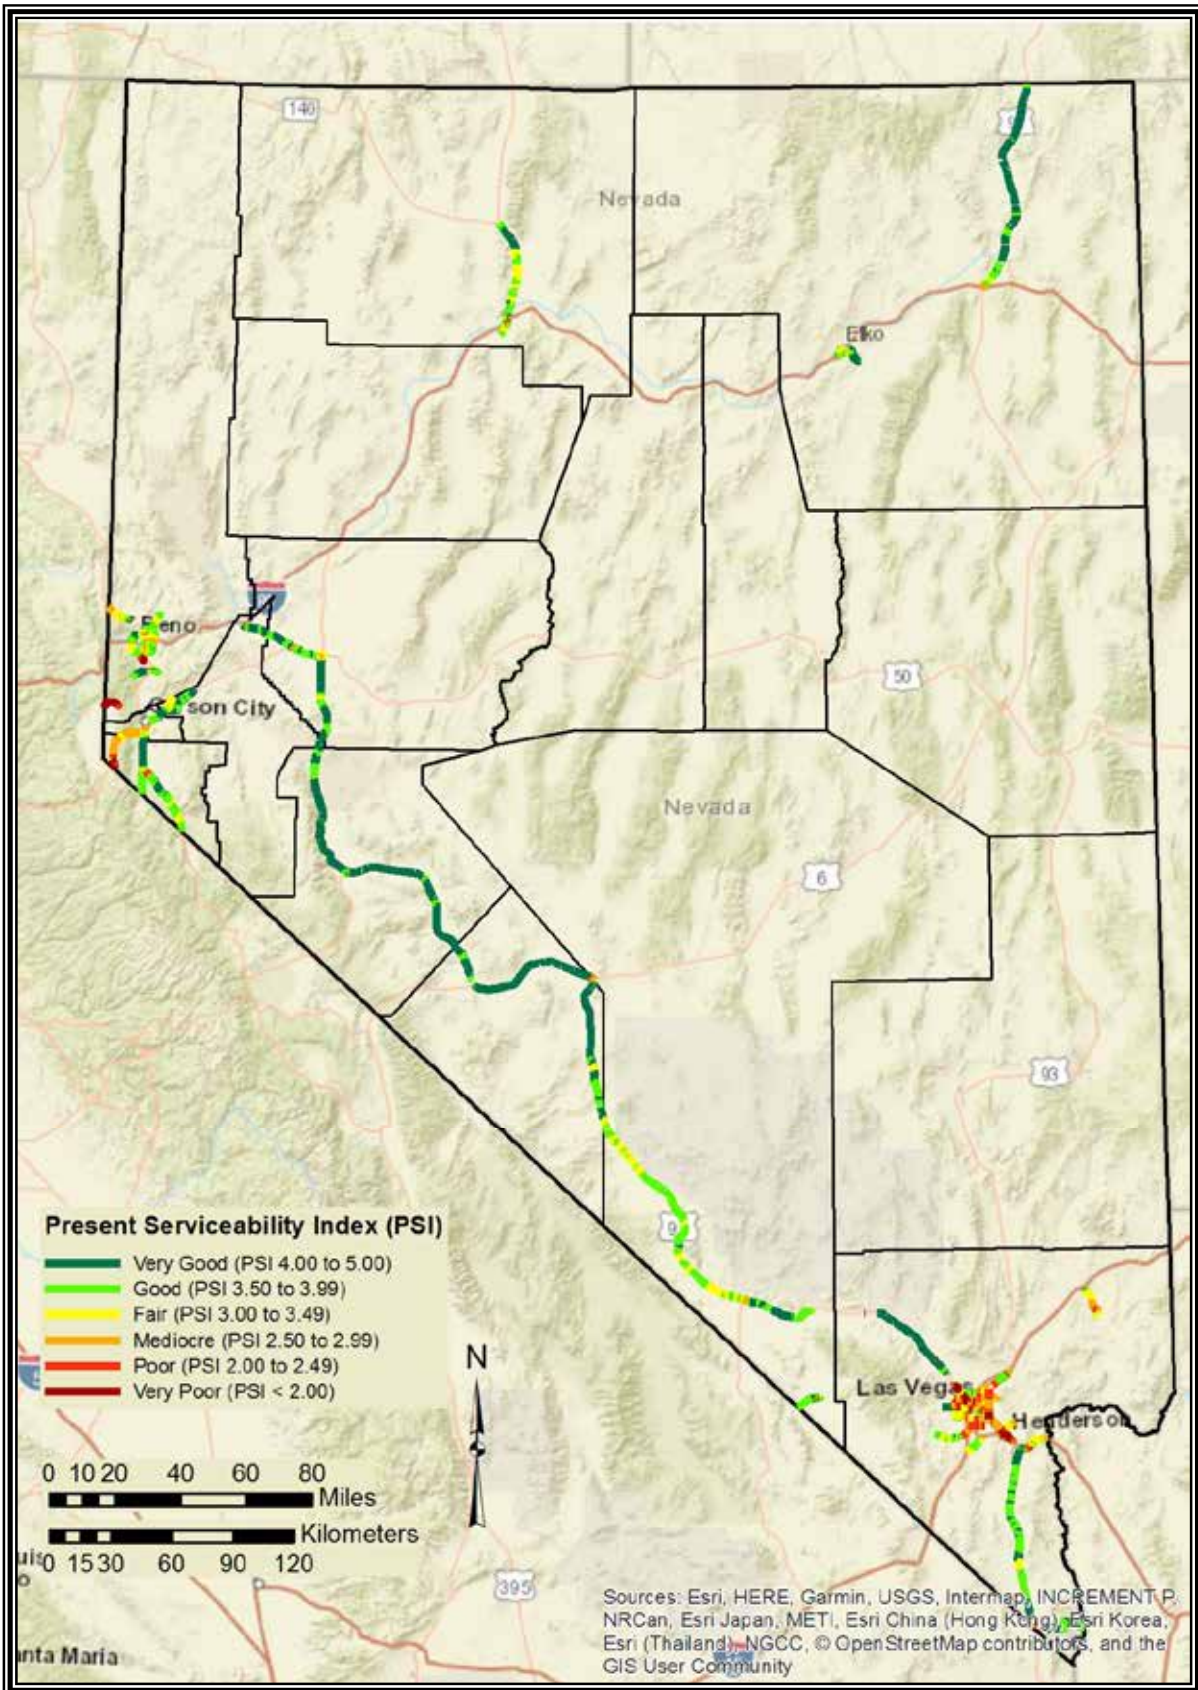 140
Nevada
Elko
Reno
son City
50
Nevada
6
93
Present Serviceability Index (PSI)
Very Good (PSI 4.00 to 5.00)
Good (PSI 3.50 to 3.99)
Fair (PSI 3.00 to 3.49)
Mediocre (PSI 2.50 to 2.99)
Poor (PSI 2.00 to 2.49)
Very Poor (PSI < 2.00)
N
Las Vegas
Henderson
0 10 20 40 60 80
Miles
Kilometers
0 15 30 60 90 120
395
Sources: Esri, HERE, Garmin, USGS, Intermap, INCREMENT P,
NRCan, Esri Japan, METI, Esri China (Hong Kong), Esri Korea,
Esri (Thailand), NGCC, © OpenStreetMap contributors, and the
GIS User Community
anta Maria